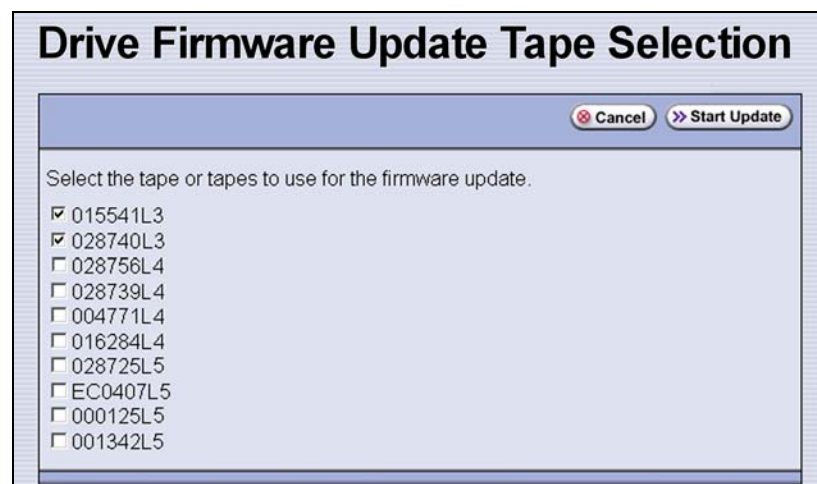 Drive Firmware Update Tape Selection
Cancel Start Update
Select the tape or tapes to use for the firmware update.
015541L3
028740L3
028756L4
028739L4
004771L4
016284L4
028725L5
EC0407L5
000125L5
001342L5